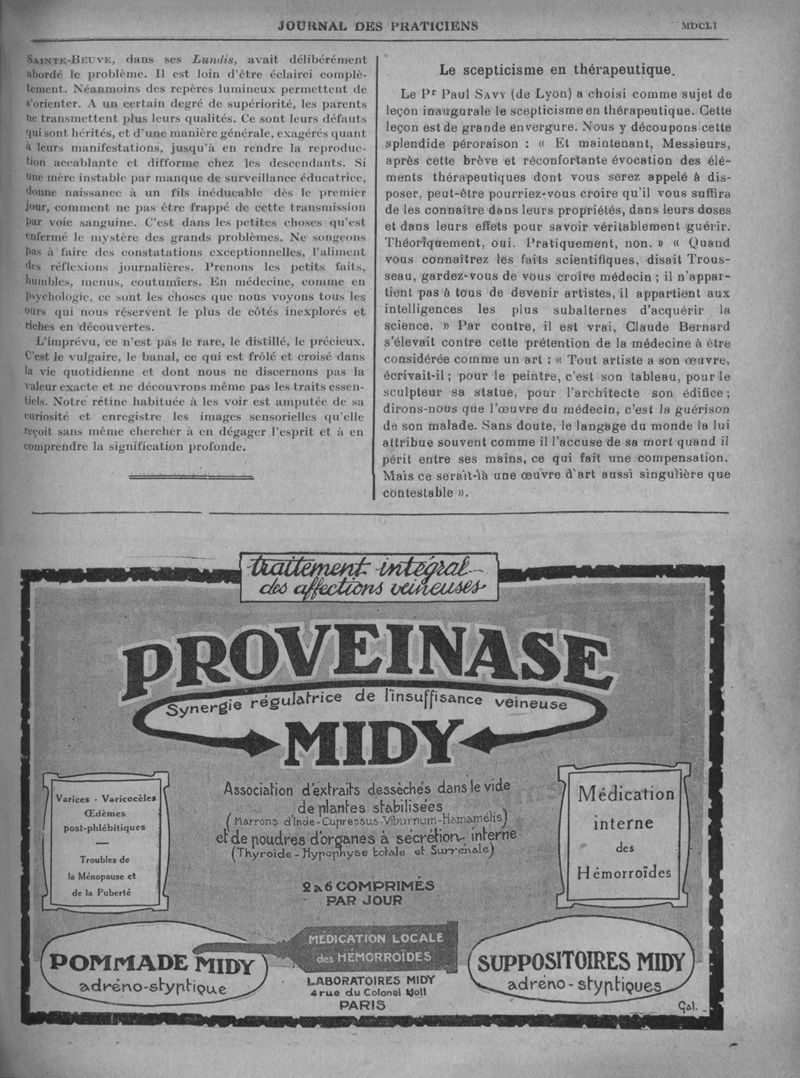 JOURNAL DES PRATICIENS
MDCLI
SAINTE-BEUVE, dans ses Lundis, avait délibérément
abordé le problème. Il est loin d'être éclairci complè-
tement. Néanmoins des repères lumineux permettent de
s'orienter. A un certain degré de supériorité, les parents
ne transmettent plus leurs qualités. Ce sont leurs défauts
qui sont hérités, et d'une manière générale, exagérés quant
à leurs manifestations, jusqu'à en rendre la reproduc-
tion accablante et difforme chez les descendants. Si
une mère instable par manque de surveillance éducatrice,
donne naissance à un fils inéducable dès le premier
jour, comment ne pas être frappé de cette transmission
par voie sanguine. C'est dans les petites choses qu'est
enfermé le mystère des grands problèmes. Ne songeons
pas à faire des constatations exceptionnelles, l'aliment
des réflexions journalières. Prenons les petits faits,
humbles, menus, coutumiers. En médecine, comme en
psychologie, ce sont les choses que nous voyons tous les
ours qui nous réservent le plus de côtés inexplorés et
riches en découvertes.
L'imprévu, ce n'est pas le rare, le distillé, le précieux.
C'est le vulgaire, le banal, ce qui est frôlé et croisé dans
la vie quotidienne et dont nous ne discernons pas la
valeur exacte et ne découvrons même pas les traits essen-
tiels. Notre rétine habituée à les voir est amputée de sa
curiosité et enregistre les images sensorielles qu'elle
reçoit sans même chercher à en dégager l'esprit et à en
comprendre la signification profonde.
Le scepticisme en thérapeutique.
Le Pr Paul SAVY (de Lyon) a choisi comme sujet de
leçon inaugurale le scepticisme en thérapeutique. Cette
leçon est de grande envergure. Nous y découpons cette
splendide péroraison : « Et maintenant, Messieurs,
après cette brève et réconfortante évocation des élé-
ments thérapeutiques dont vous serez appelé à dis-
poser, peut-être pourriez-vous croire qu'il vous suffira
de les connaître dans leurs propriétés, dans leurs doses
et dans leurs effets pour savoir véritablement guérir.
Théoriquement, oui. Pratiquement, non. » « Quand
vous connaîtrez les faits scientifiques, disait Trous-
seau, gardez-vous de vous croire médecin ; il n'appar-
tient pas à tous de devenir artistes, il appartient aux
intelligences les plus subalternes d'acquérir la
science. » Par contre, il est vrai, Claude Bernard
s'élevait contre cette prétention de la médecine à être
considérée comme un art : « Tout artiste a son œuvre,
écrivait-il ; pour le peintre, c'est son tableau, pour le
sculpteur sa statue, pour l'architecte son édifice ;
dirons-nous que l'œuvre du médecin, c'est la guérison
de son malade. Sans doute, le langage du monde la lui
attribue souvent comme il l'accuse de sa mort quand il
périt entre ses mains, ce qui fait une compensation.
Mais ce serait-là une œuvre d'art aussi singulière que
contestable ».
traitement intégral
des affections veineuses
PROVEINASE
Synergie régulatrice de l'insuffisance veineuse
MIDY
Varices - Varicocèles
Œdèmes
post-phlébitiques
Troubles de
la Ménopause et
de la Puberté
Association d'extraits desséchés dans le vide
de plantes stabilisées
(Marrons d'Inde-Cupressus-Viburnum-Hamamelis)
et de poudres d'organes à sécrétion interne
(Thyroïde - Hypophyse totale et Surrénale)
2 à 6 COMPRIMÉS
PAR JOUR
Médication
interne
des
Hémorroïdes
POMMADE MIDY
adréno-styptique
MÉDICATION LOCALE
des HÉMORROÏDES
LABORATOIRES MIDY
4 rue du Colonel Moll
PARIS
SUPPOSITOIRES MIDY
adréno-styptiques
Gal.